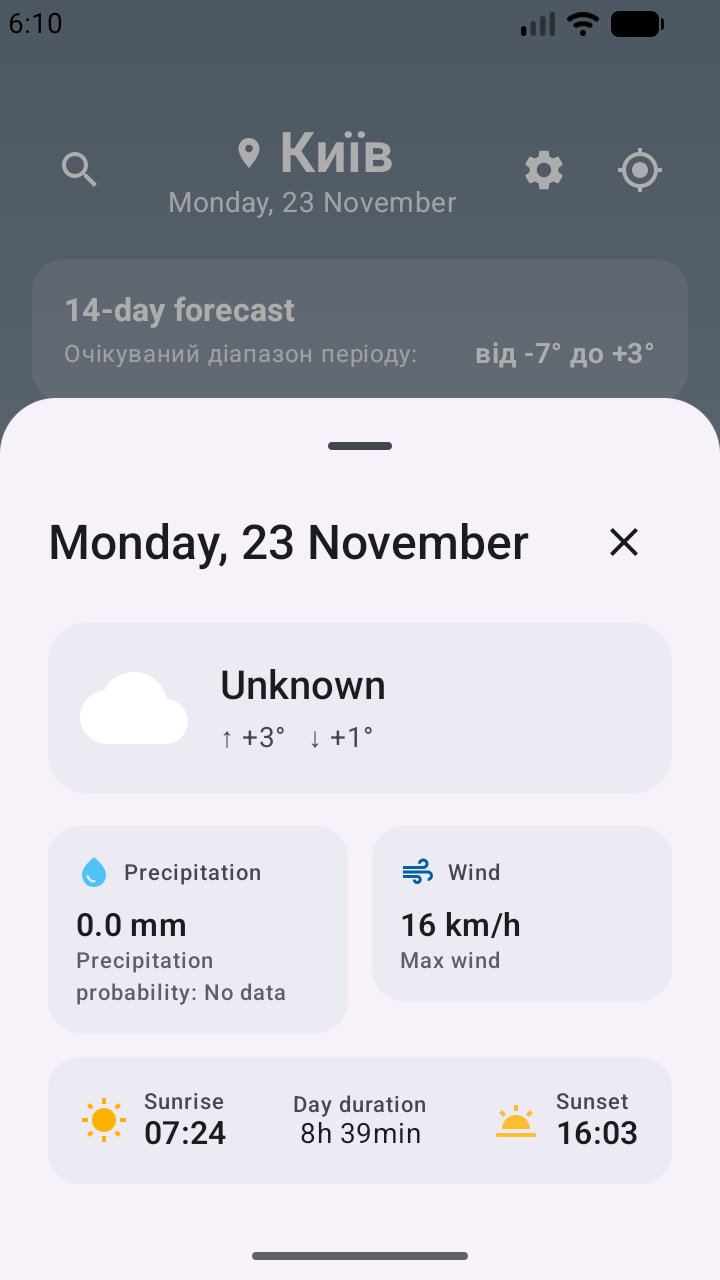 6:10
Київ
Monday, 23 November
14-day forecast
Очікуваний діапазон періоду: від -7° до +3°
Monday, 23 November
Unknown
↑ +3° ↓ +1°
Precipitation
0.0 mm
Precipitation
probability: No data
Wind
16 km/h
Max wind
Sunrise
07:24
Day duration
8h 39min
Sunset
16:03